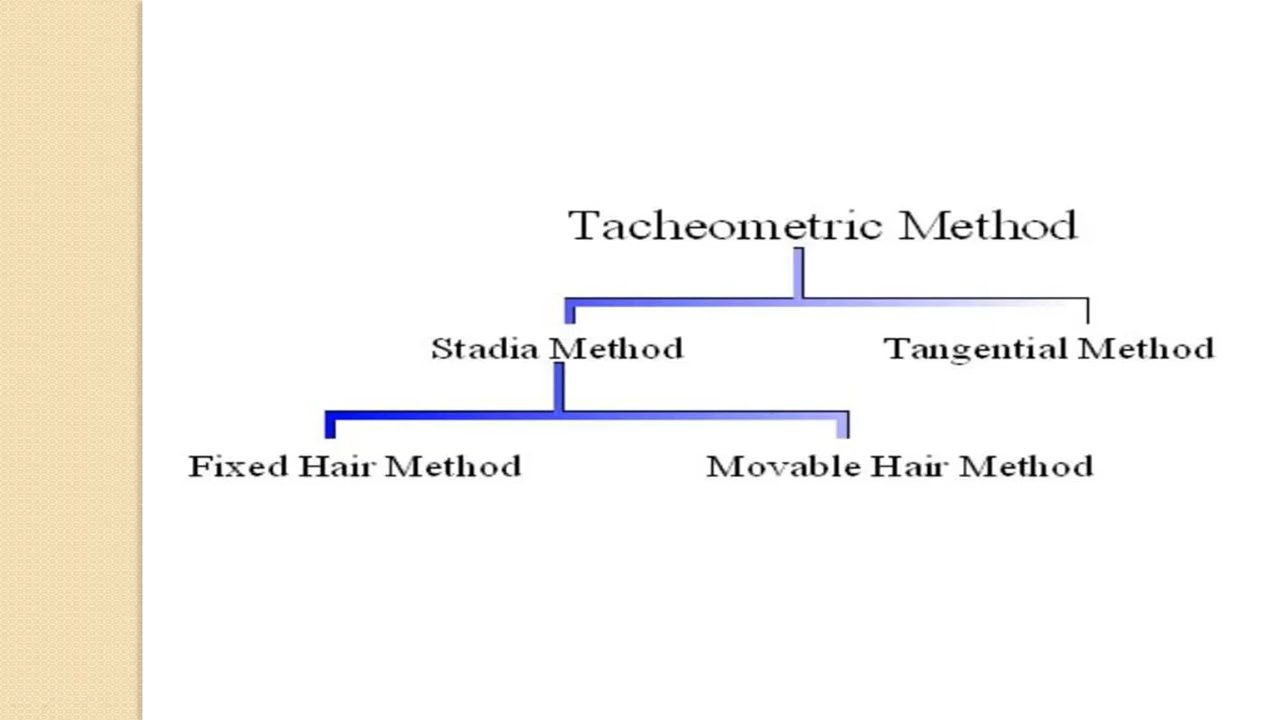 Tacheometric Method
Stadia Method
Tangential Method
Fixed Hair Method
Movable Hair Method